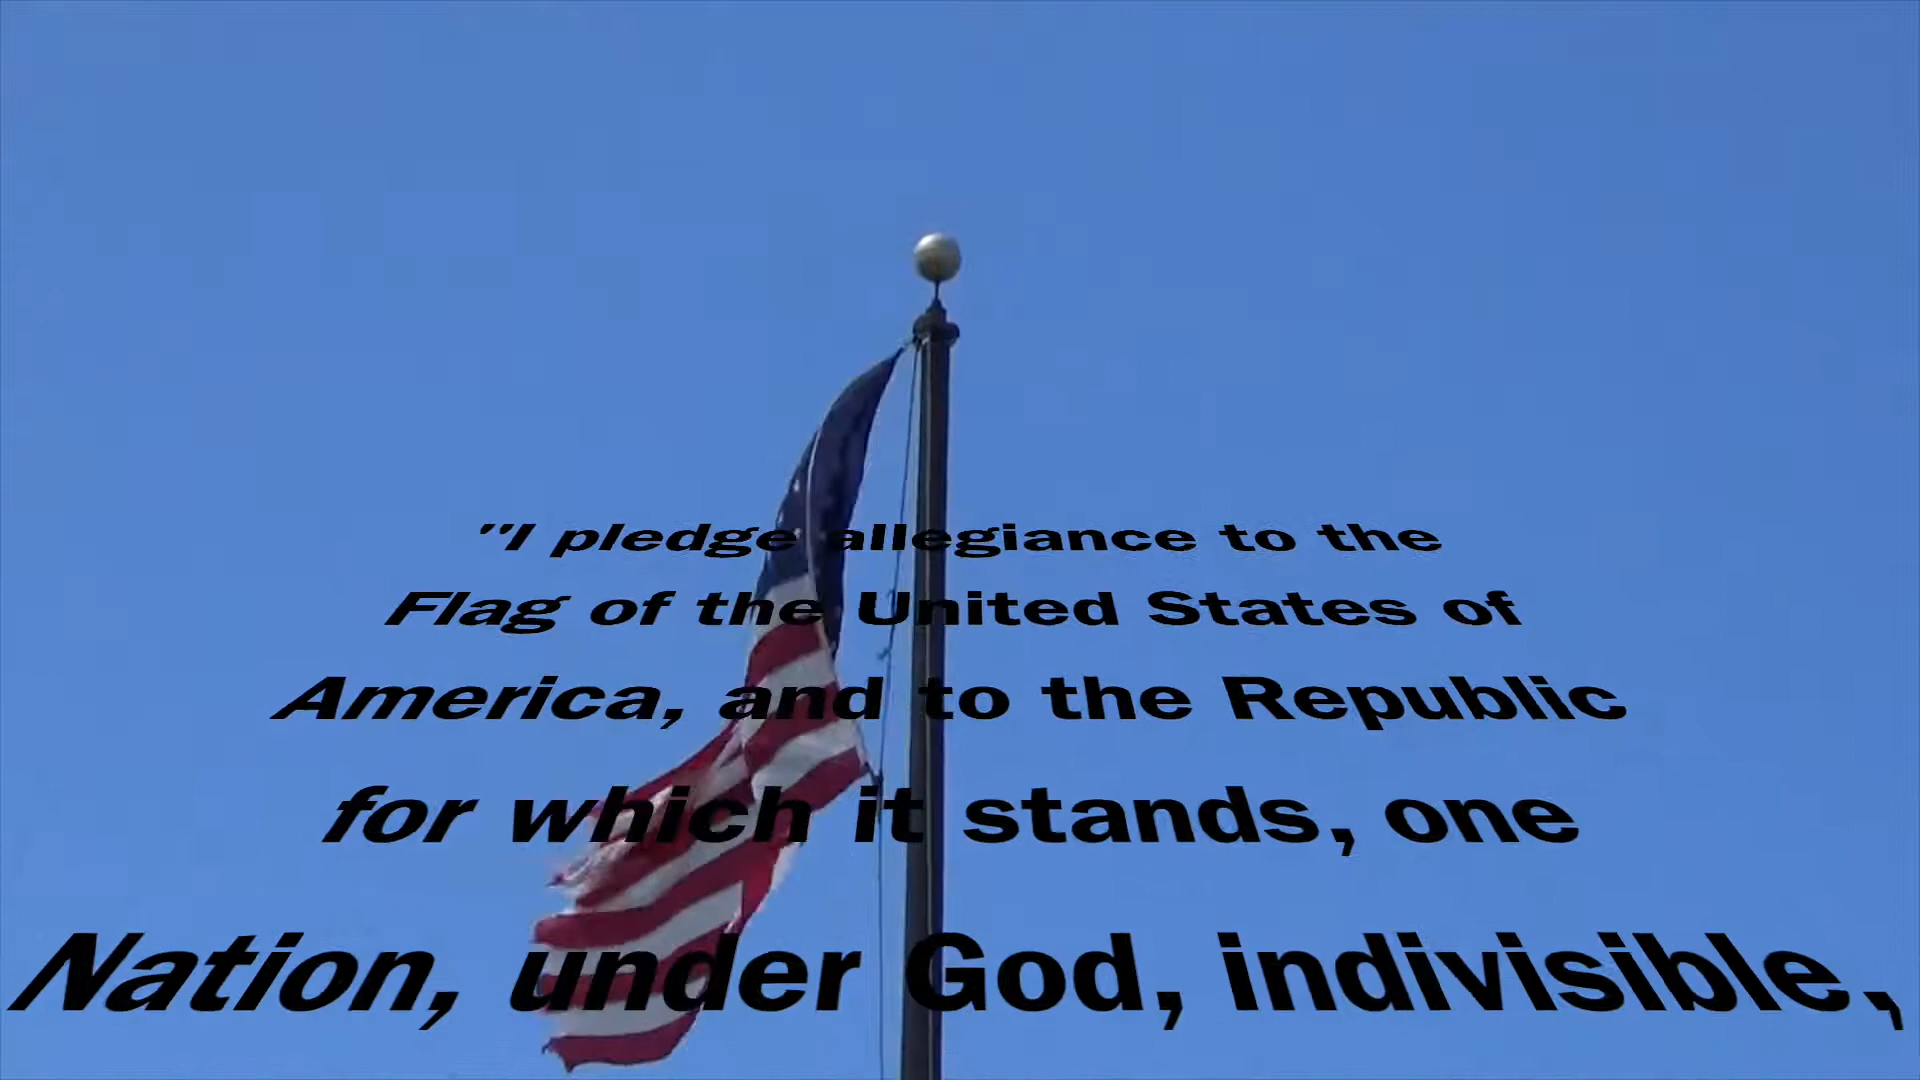 "I pledge allegiance to the
Flag of the United States of
America, and to the Republic
for which it stands, one
Nation, under God, indivisible,